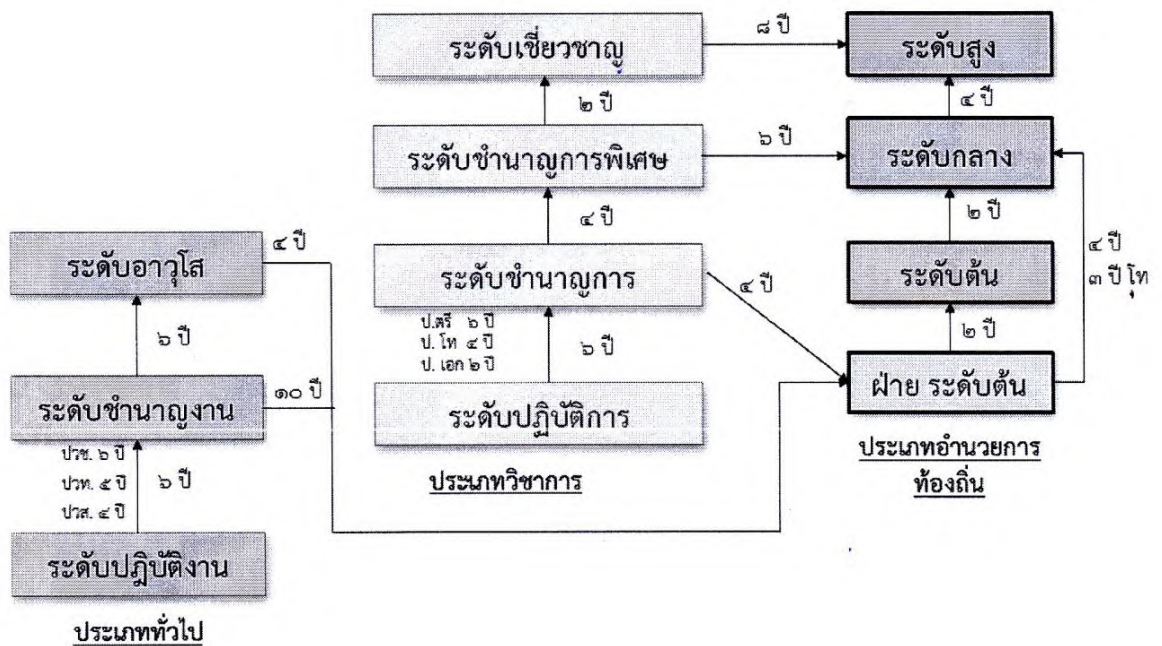 ระดับเชี่ยวชาญ
๘ ปี
ระดับสูง
๒ ปี
๔ ปี
ระดับชำนาญการพิเศษ
๖ ปี
ระดับกลาง
๔ ปี
๒ ปี
ระดับอาวุโส
๔ ปี
ระดับชำนาญการ
๔ ปี
ระดับต้น
๔ ปี
๓ ปี โท
๖ ปี
ป.ตรี ๖ ปี
ป. โท ๔ ปี
ป. เอก ๒ ปี
๖ ปี
๒ ปี
ระดับชำนาญงาน
๑๐ ปี
ระดับปฏิบัติการ
ฝ่าย ระดับต้น
ปวช. ๖ ปี
ปวท. ๕ ปี
ปวส. ๔ ปี
๖ ปี
ประเภทวิชาการ
ประเภทอำนวยการ
ท้องถิ่น
ระดับปฏิบัติงาน
ประเภททั่วไป